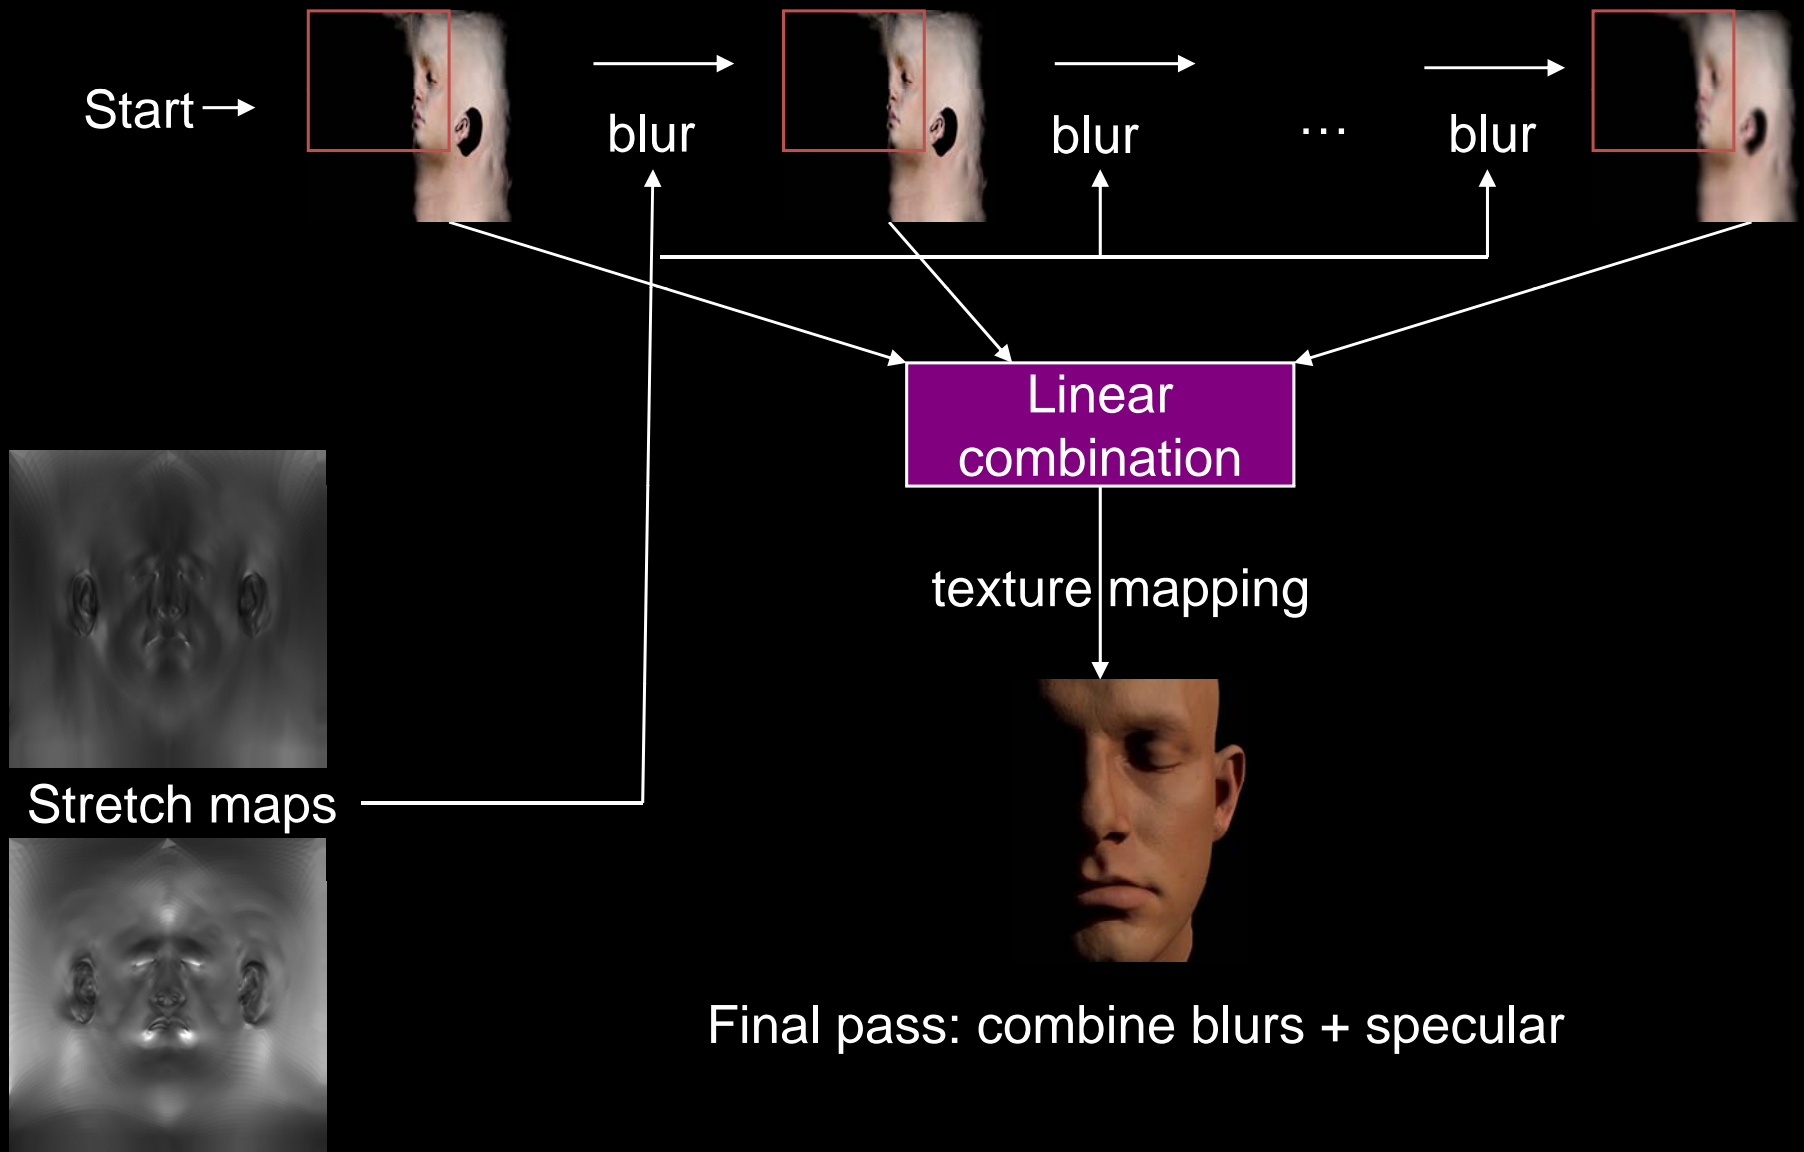 Start
blur
blur
...
blur
Linear
combination
texture mapping
Stretch maps
Final pass: combine blurs + specular